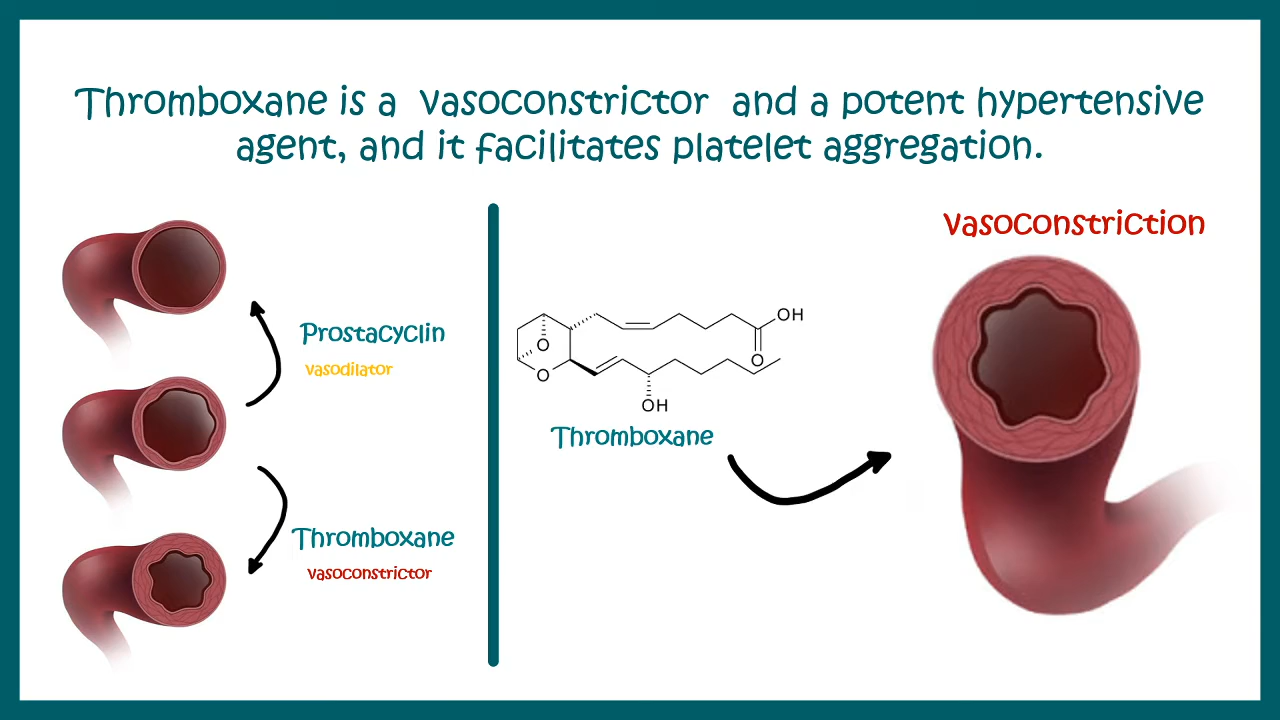 Thromboxane is a vasoconstrictor and a potent hypertensive
agent, and it facilitates platelet aggregation.
Prostacyclin
vasodilator
Thromboxane
vasoconstrictor
OH
O
O
O
OH
Thromboxane
vasoconstriction